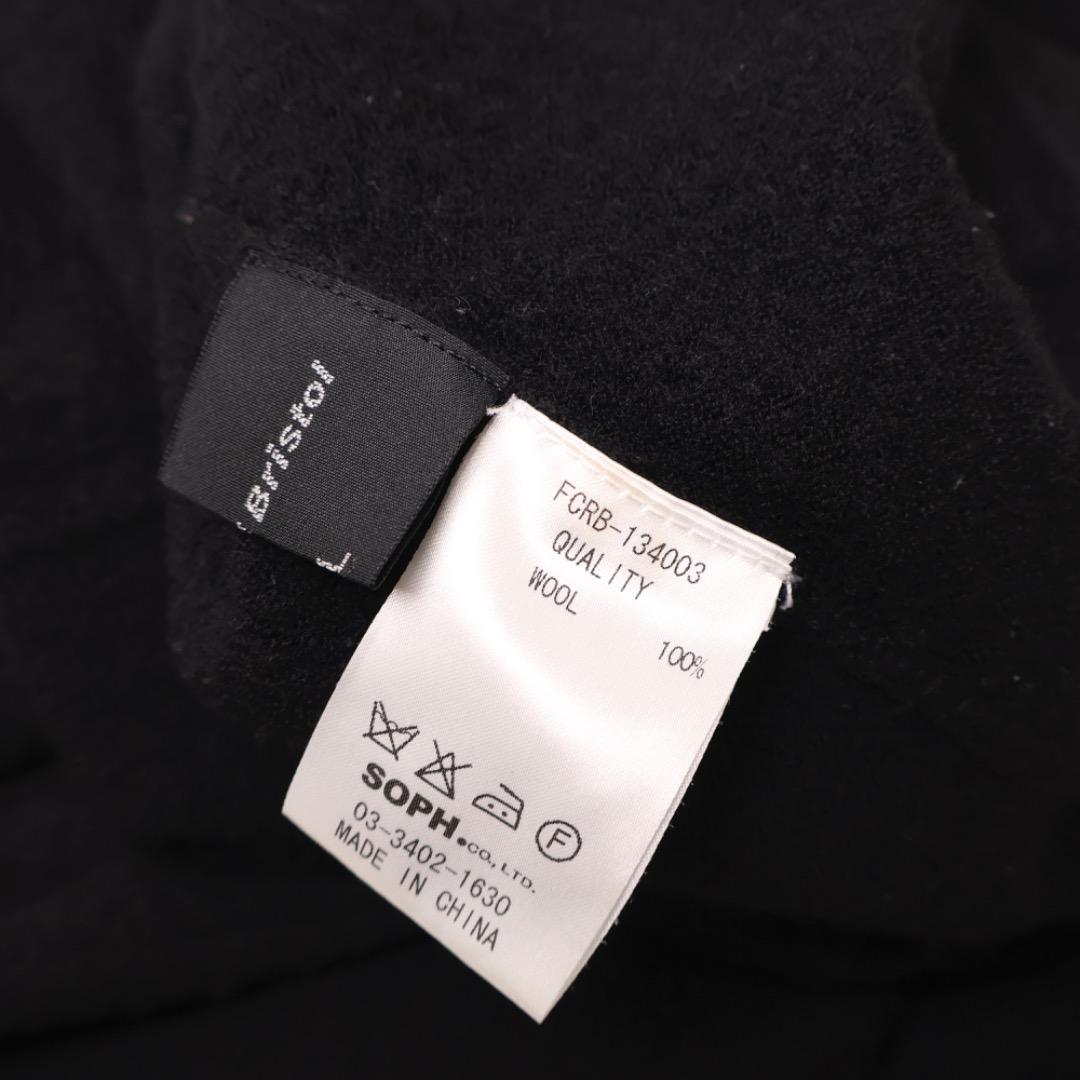 Bristol
L
FCRB-134003
QUALITY
WOOL
100%
F
SOPH.CO., LTD.
03-3402-1630
MADE IN CHINA